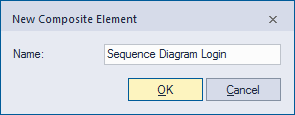 New Composite Element
Name: Sequence Diagram Login
OK Cancel